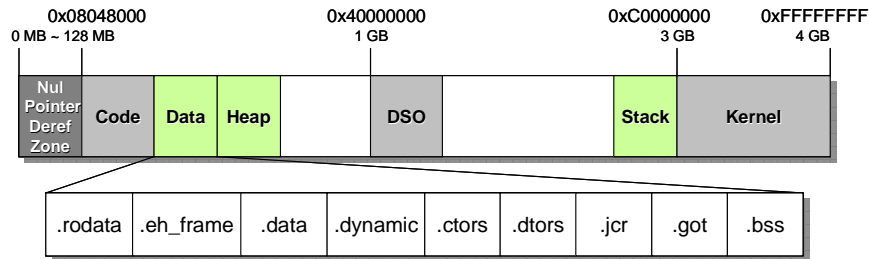 0x08048000 0x40000000 0xC0000000 0xFFFFFFFF
0 MB ~ 128 MB 1 GB 3 GB 4 GB
Nul
Pointer
Deref
Zone
Code
Data
Heap
DSO
Stack
Kernel
.rodata .eh_frame .data .dynamic .ctors .dtors .jcr .got .bss